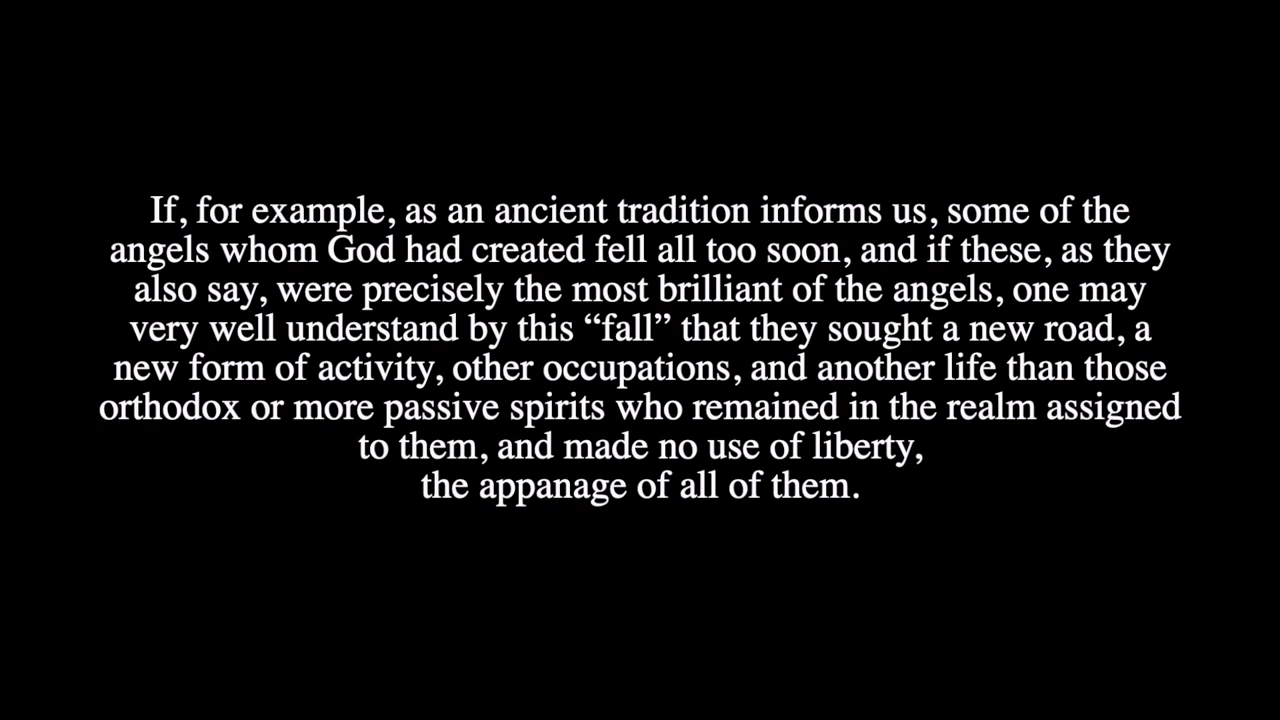 If, for example, as an ancient tradition informs us, some of the
angels whom God had created fell all too soon, and if these, as they
also say, were precisely the most brilliant of the angels, one may
very well understand by this “fall” that they sought a new road, a
new form of activity, other occupations, and another life than those
orthodox or more passive spirits who remained in the realm assigned
to them, and made no use of liberty,
the appanage of all of them.